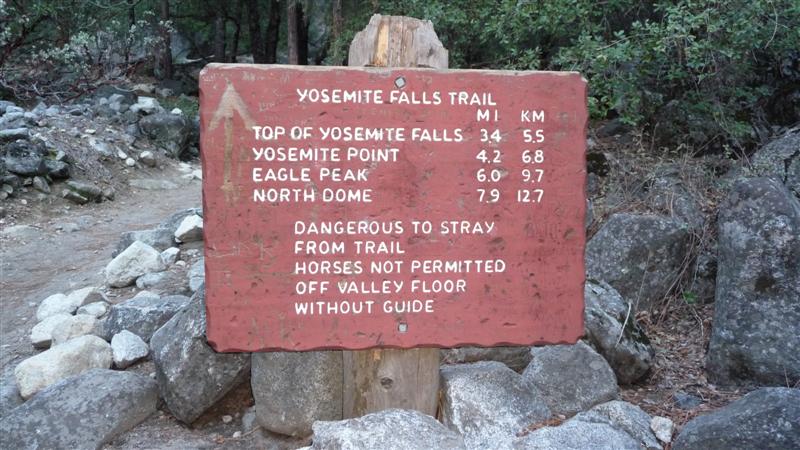 YOSEMITE FALLS TRAIL
MI KM
TOP OF YOSEMITE FALLS 3.4 5.5
YOSEMITE POINT 4.2 6.8
EAGLE PEAK 6.0 9.7
NORTH DOME 7.9 12.7
DANGEROUS TO STRAY
FROM TRAIL
HORSES NOT PERMITTED
OFF VALLEY FLOOR
WITHOUT GUIDE